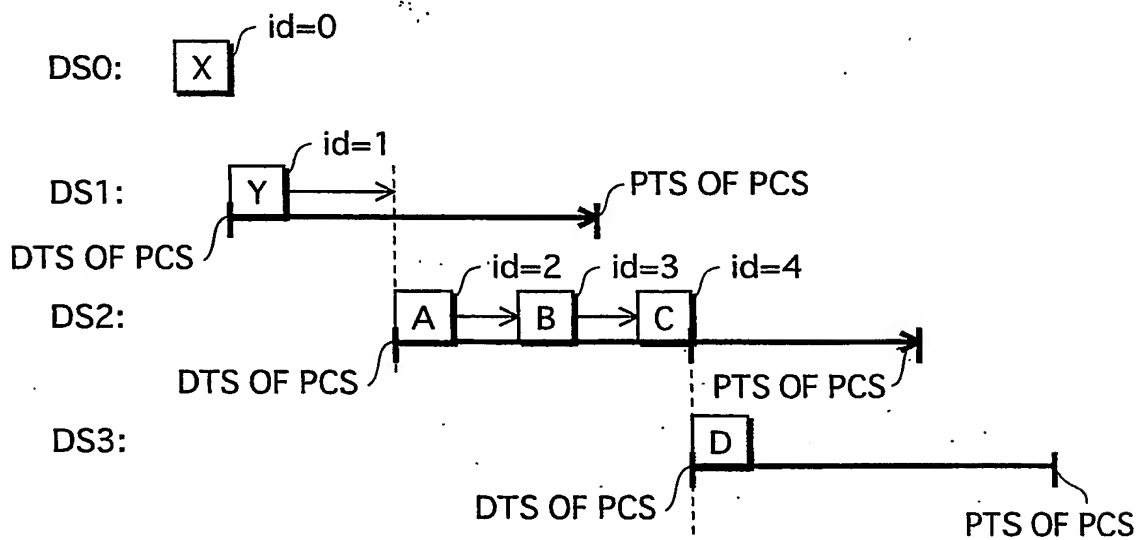 id=0
DS0: X
id=1
DS1: Y
PTS OF PCS
DTS OF PCS
id=2 id=3 id=4
DS2: A B C
DTS OF PCS
PTS OF PCS
DS3: D
DTS OF PCS
PTS OF PCS